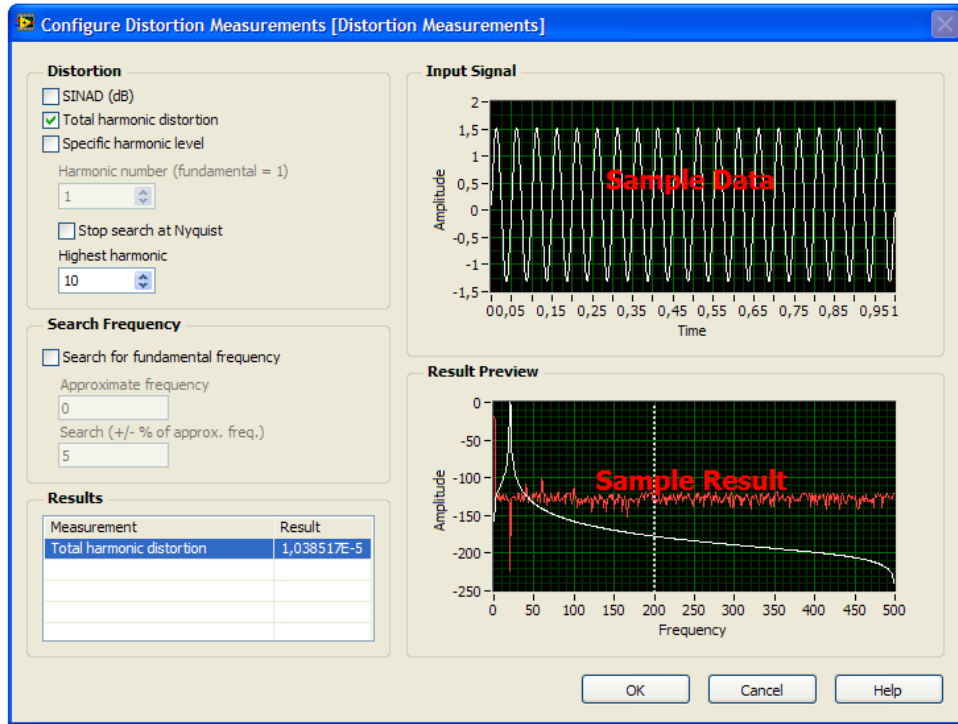 Configure Distortion Measurements [Distortion Measurements]
Distortion
SINAD (dB)
Total harmonic distortion
Specific harmonic level
Harmonic number (fundamental = 1)
1
Stop search at Nyquist
Highest harmonic
10
Search Frequency
Search for fundamental frequency
Approximate frequency
0
Search (+/- % of approx. freq.)
5
Results
Measurement Result
Total harmonic distortion 1,038517E-5
Input Signal
2
1,5
1
0,5
0
-0,5
-1
-1,5
Amplitude
Sample Data
0 0,05 0,15 0,25 0,35 0,45 0,55 0,65 0,75 0,85 0,95 1
Time
Result Preview
0
-50
-100
-150
-200
-250
Amplitude
Sample Result
0 50 100 150 200 250 300 350 400 450 500
Frequency
OK Cancel Help